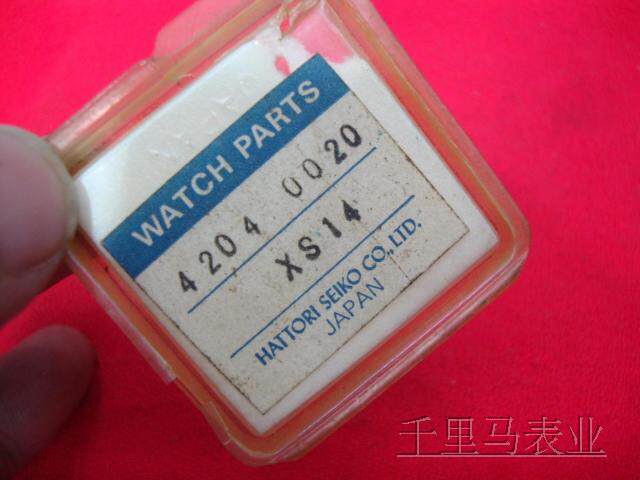 WATCH PARTS
4204 0020
XS14
HATTORI SEIKO CO., LTD.
JAPAN
千里马表业